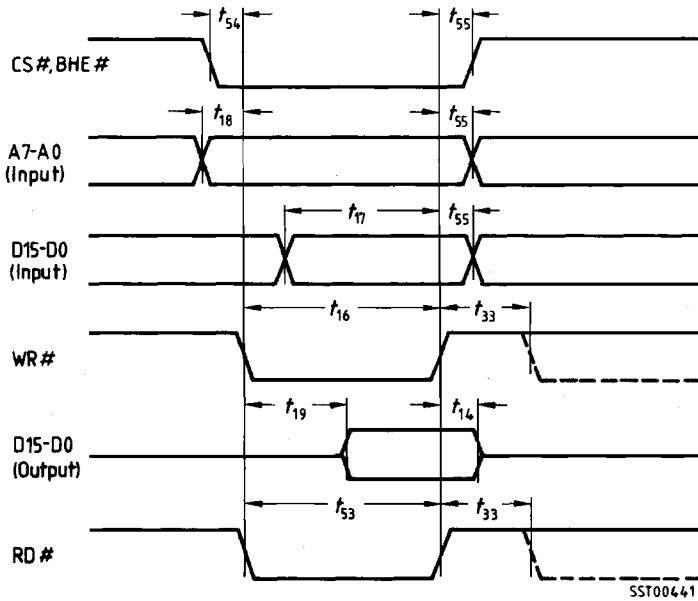 t54 t55
CS#,BHE#
t18 t55
A7-A0
(Input)
t17 t55
D15-D0
(Input)
t16 t33
WR#
t19 t14
D15-D0
(Output)
t53 t33
RD#
SST00441